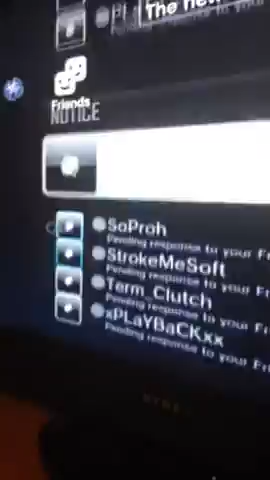 The new
Friends
NOTICE
SoProh
Pending response to your Fr
StrokeMeSoft
Pending response to your Fr
Term_Clutch
Pending response to your Fr
xPLaYBaCKxx
Pending response to your Fr